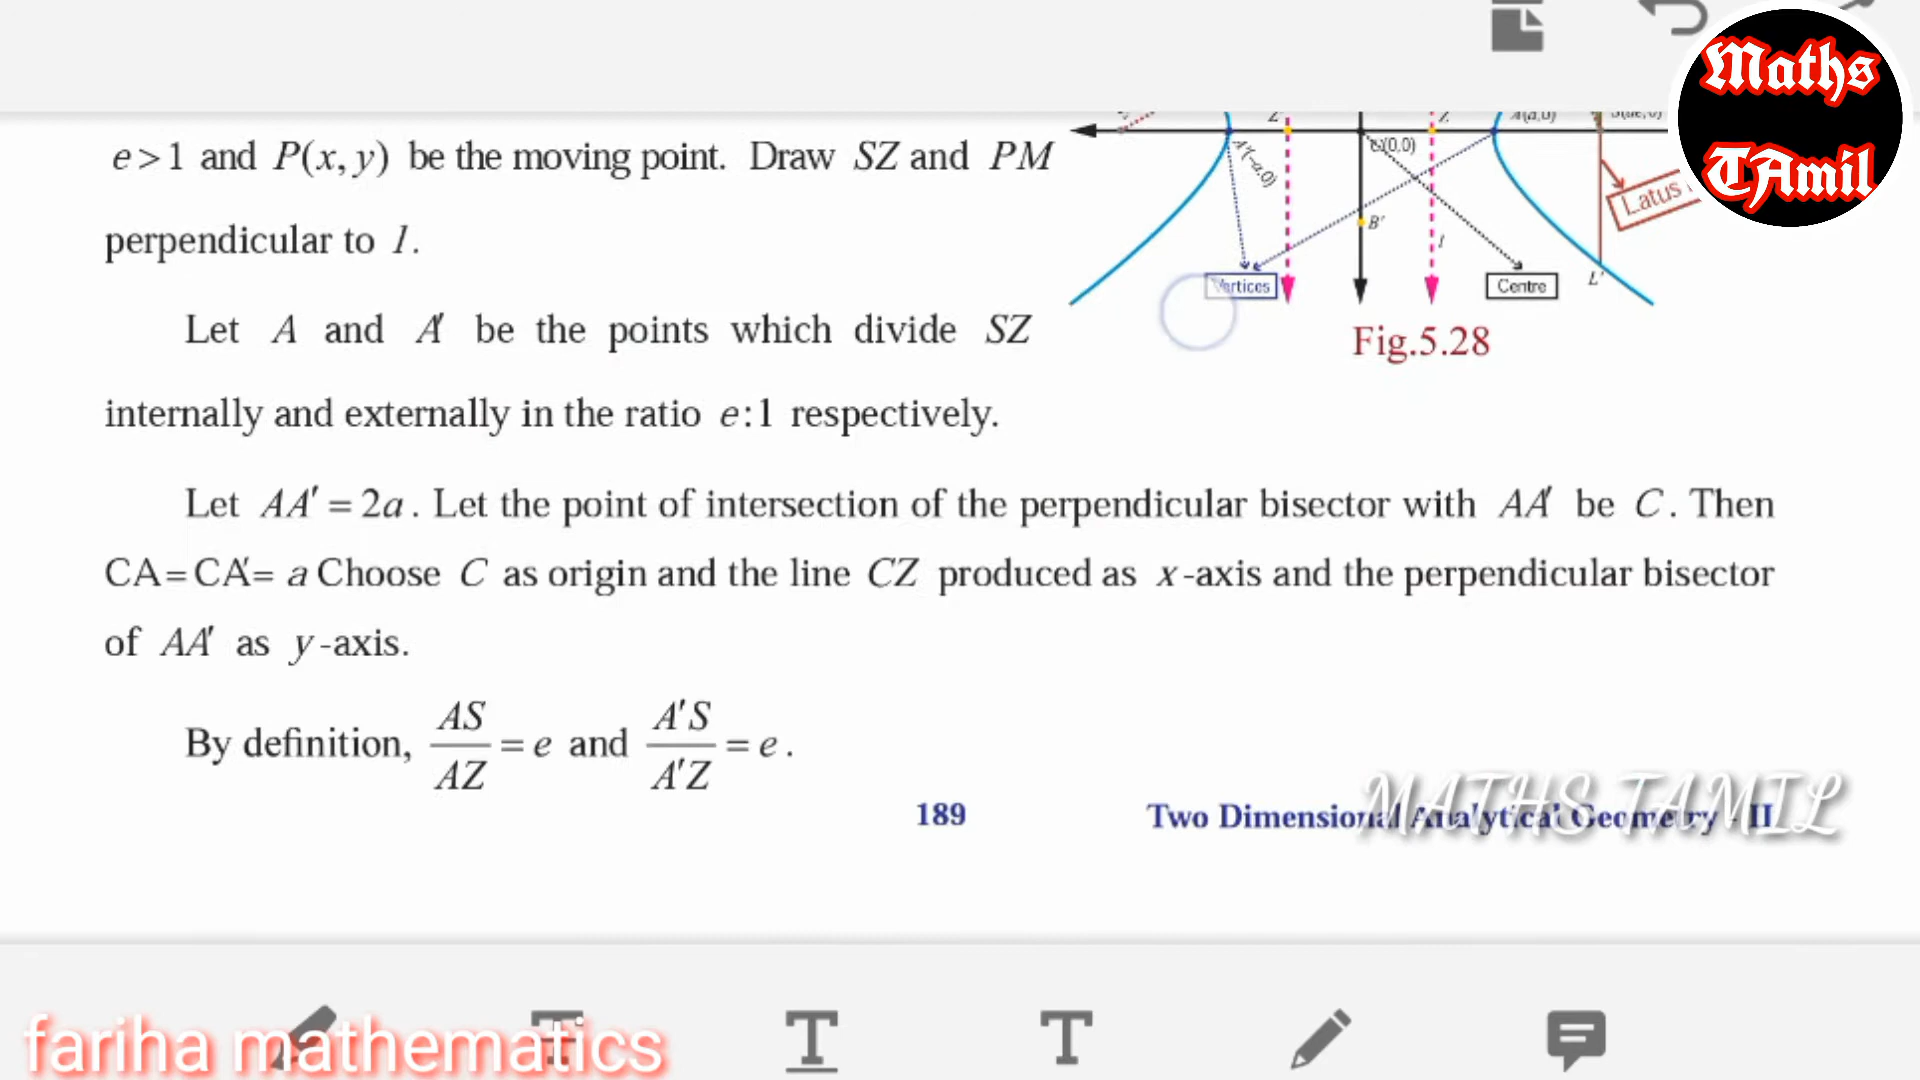 Maths
TAmil
e>1 and P(x, y) be the moving point. Draw SZ and PM
perpendicular to l.
Let A and A′ be the points which divide SZ
internally and externally in the ratio e:1 respectively.
Let AA′ = 2a. Let the point of intersection of the perpendicular bisector with AA′ be C. Then
CA=CA′= a Choose C as origin and the line CZ produced as x-axis and the perpendicular bisector
of AA′ as y-axis.
By definition, AS/AZ = e and A′S/A′Z = e.
A′(−a,0)
C(0,0)
B′
l
Vertices
Centre
L′
Latus
Fig.5.28
189
Two Dimensional Analytical Geometry - II
MATHS TAMIL
fariha mathematics
T
T
T